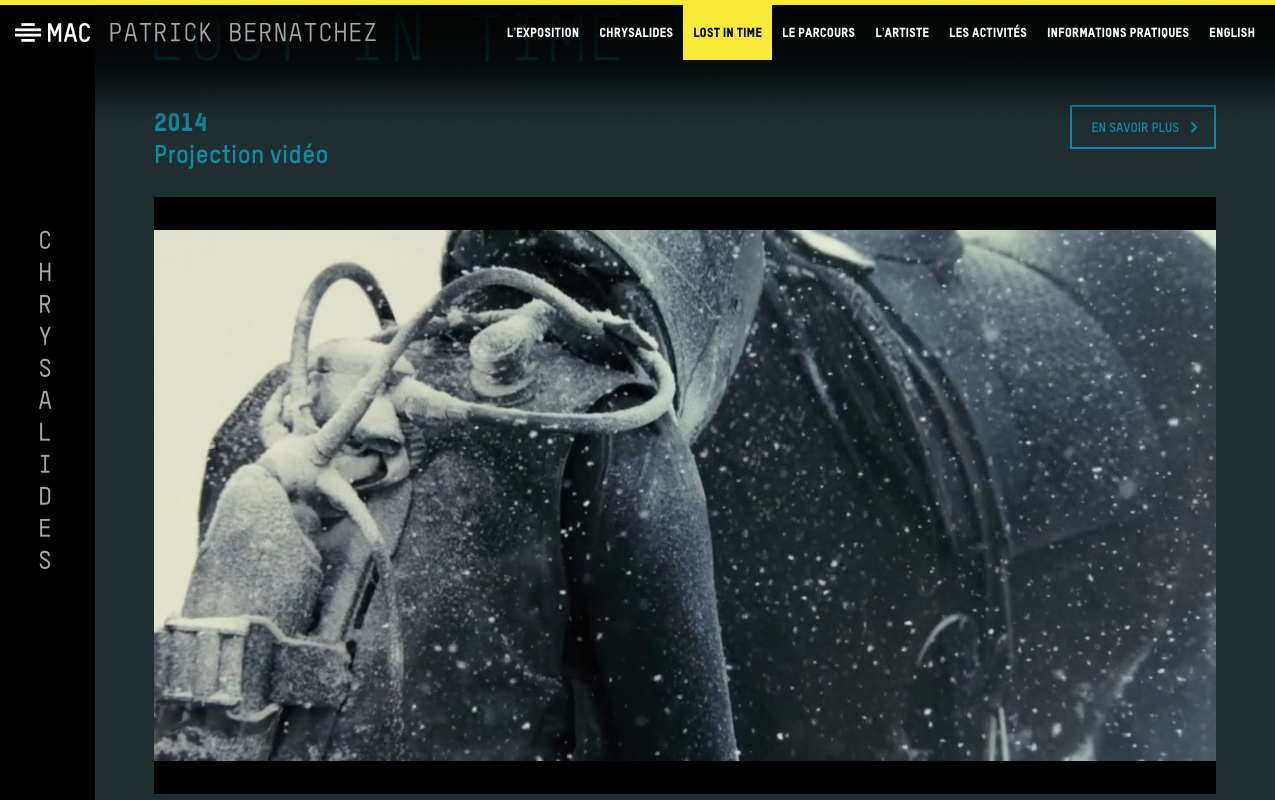 MAC PATRICK BERNATCHEZ
L'EXPOSITION CHRYSALIDES LOST IN TIME LE PARCOURS L'ARTISTE LES ACTIVITÉS INFORMATIONS PRATIQUES ENGLISH
LOST IN TIME
2014
Projection vidéo
EN SAVOIR PLUS
CHRYSALIDES